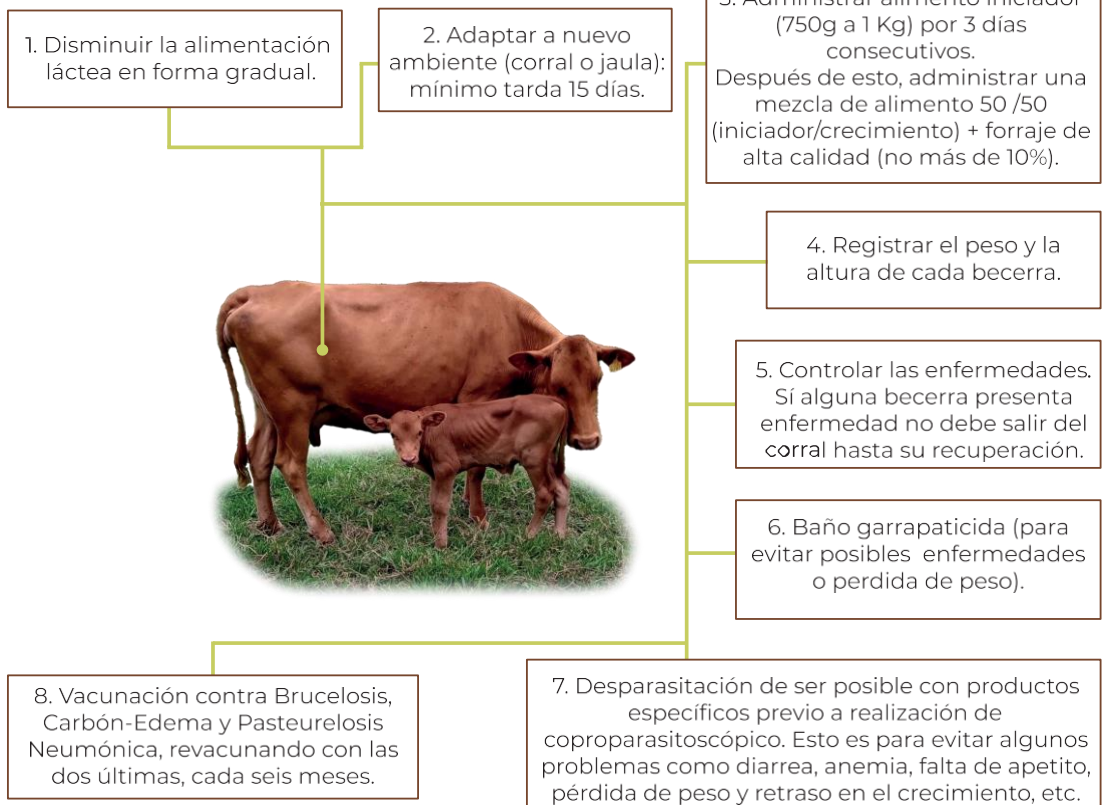 1. Disminuir la alimentación
láctea en forma gradual.
2. Adaptar a nuevo
ambiente (corral o jaula):
mínimo tarda 15 días.
3. Administrar alimento iniciador
(750g a 1 Kg) por 3 días
consecutivos.
Después de esto, administrar una
mezcla de alimento 50 /50
(iniciador/crecimiento) + forraje de
alta calidad (no más de 10%).
4. Registrar el peso y la
altura de cada becerra.
5. Controlar las enfermedades.
Sí alguna becerra presenta
enfermedad no debe salir del
corral hasta su recuperación.
6. Baño garrapaticida (para
evitar posibles  enfermedades
o perdida de peso).
7. Desparasitación de ser posible con productos
específicos previo a realización de
coproparasitoscópico. Esto es para evitar algunos
problemas como diarrea, anemia, falta de apetito,
pérdida de peso y retraso en el crecimiento, etc.
8. Vacunación contra Brucelosis,
Carbón-Edema y Pasteurelosis
Neumónica, revacunando con las
dos últimas, cada seis meses.